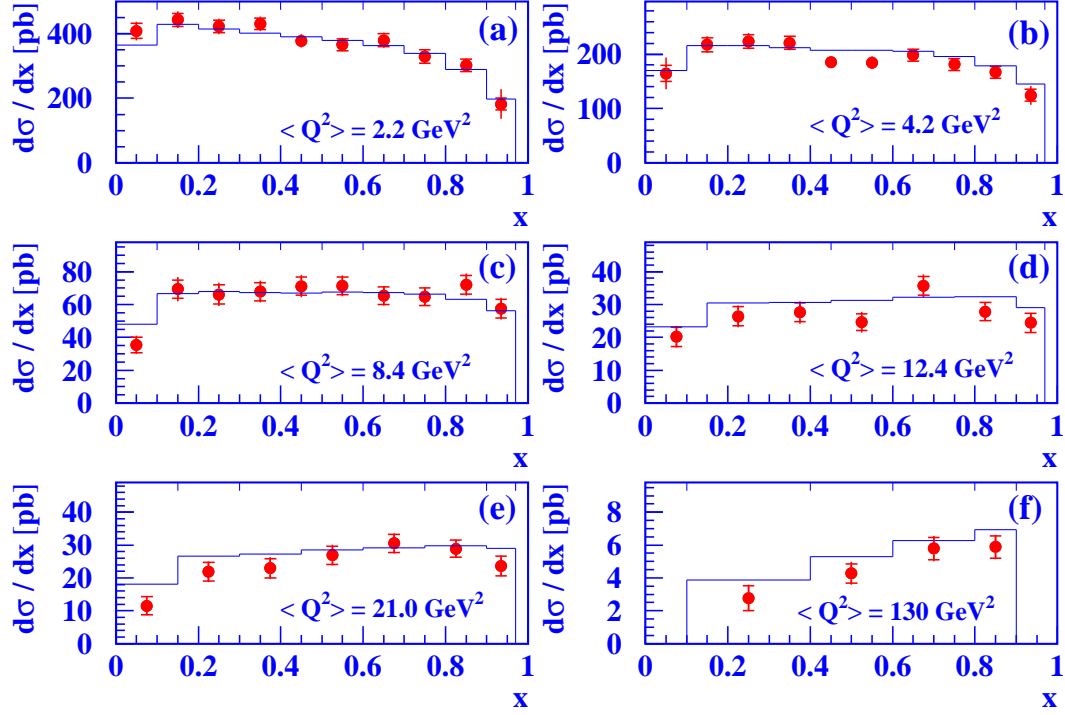 dσ / dx [pb]
400
200
0
(a)
< Q² > = 2.2 GeV²
0 0.2 0.4 0.6 0.8 1
x
dσ / dx [pb]
200
100
0
(b)
< Q² > = 4.2 GeV²
0 0.2 0.4 0.6 0.8 1
x
dσ / dx [pb]
80
60
40
20
0
(c)
< Q² > = 8.4 GeV²
0 0.2 0.4 0.6 0.8 1
x
dσ / dx [pb]
40
30
20
10
0
(d)
< Q² > = 12.4 GeV²
0 0.2 0.4 0.6 0.8 1
x
dσ / dx [pb]
40
30
20
10
0
(e)
< Q² > = 21.0 GeV²
0 0.2 0.4 0.6 0.8 1
x
dσ / dx [pb]
8
6
4
2
0
(f)
< Q² > = 130 GeV²
0 0.2 0.4 0.6 0.8 1
x